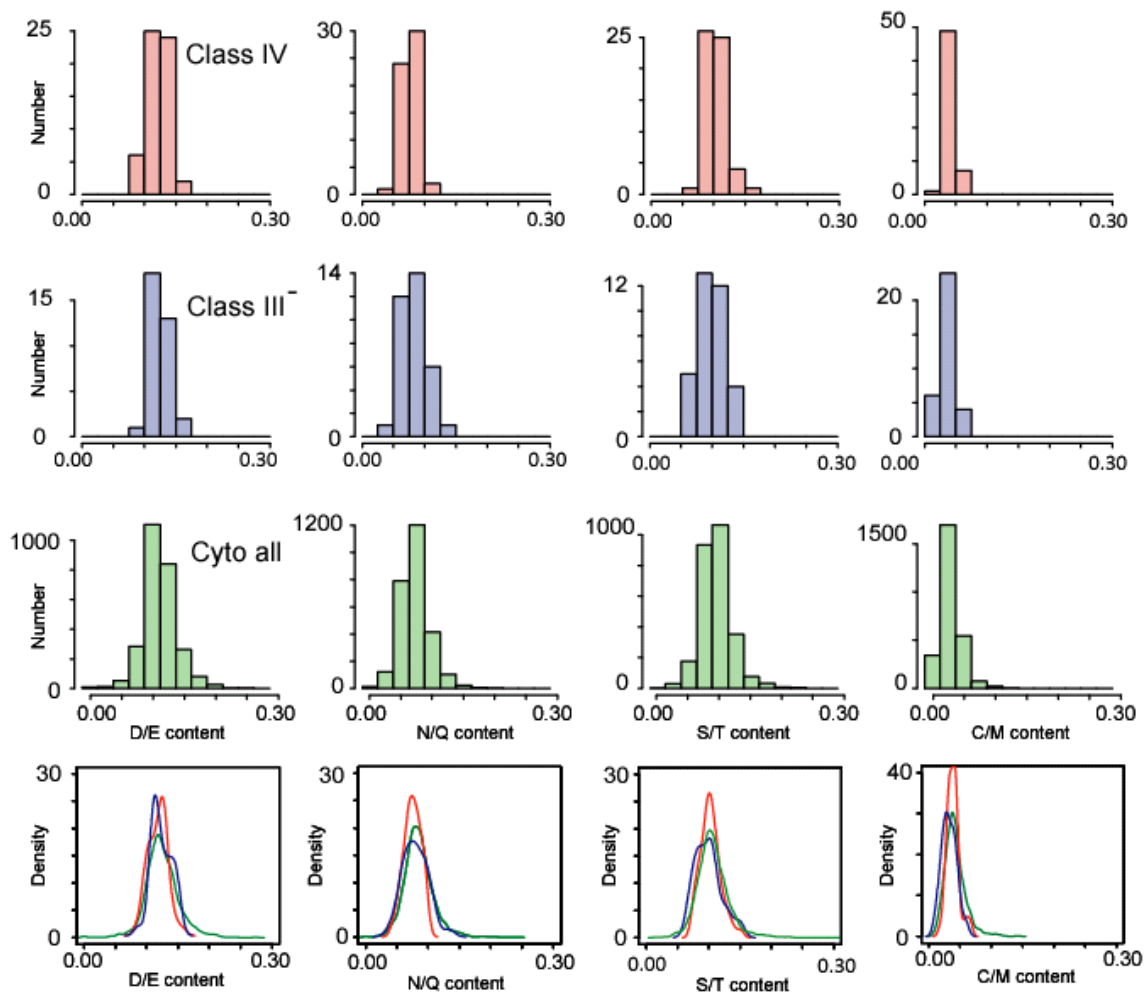 25 30 25 50
Class IV
Number
0 0 0 0
0.00 0.30 0.00 0.30 0.00 0.30 0.00 0.30
15 14 12 20
Class III⁻
Number
0 0 0 0
0.00 0.30 0.00 0.30 0.00 0.30 0.00 0.30
1000 1200 1000 1500
Cyto all
Number
0 0 0 0
0.00 0.30 0.00 0.30 0.00 0.30 0.00 0.30
D/E content N/Q content S/T content C/M content
30 30 30 40
Density Density Density Density
0 0 0 0
0.00 0.30 0.00 0.30 0.00 0.30 0.00 0.30
D/E content N/Q content S/T content C/M content